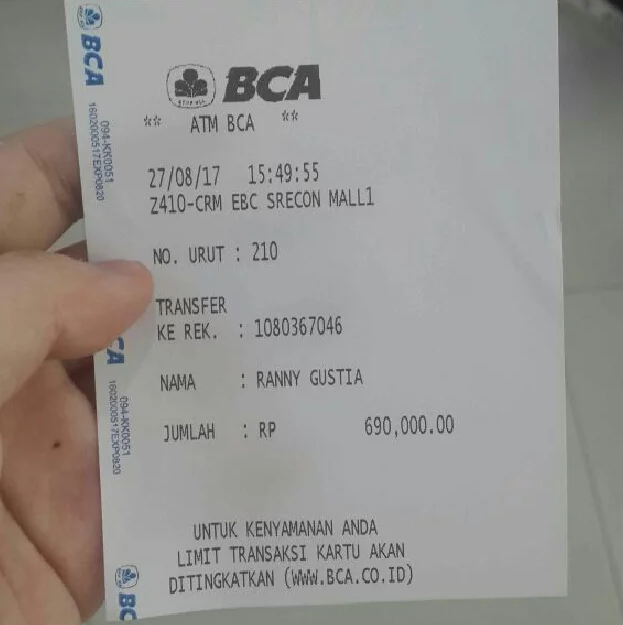 BCA
** ATM BCA **
27/08/17 15:49:55
Z410-CRM EBC SRECON MALL1
NO. URUT : 210
TRANSFER
KE REK. : 1080367046
NAMA : RANNY GUSTIA
JUMLAH : RP 690,000.00
UNTUK KENYAMANAN ANDA
LIMIT TRANSAKSI KARTU AKAN
DITINGKATKAN (WWW.BCA.CO.ID)
BCA
094-KK0051
1602000517EXP0820
CA
094-KK0051
1602000517EXP0820
BC